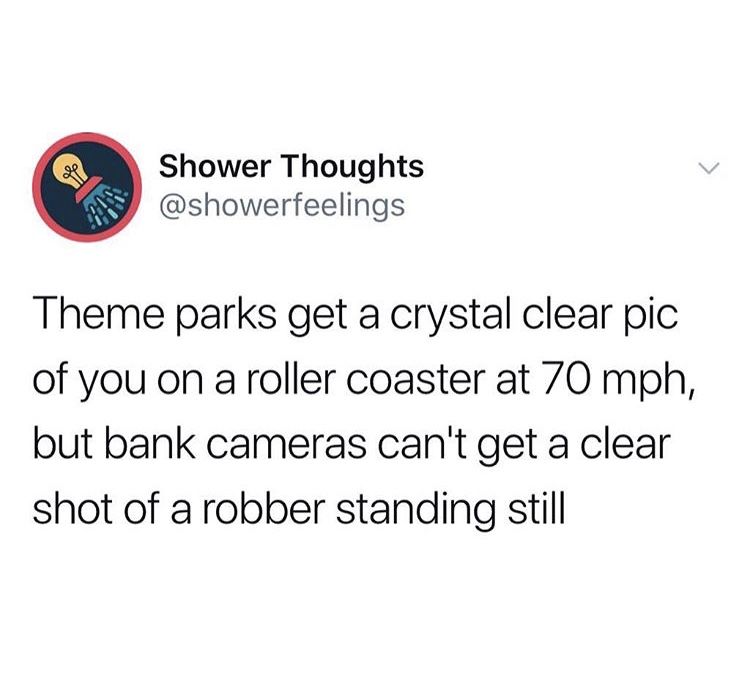 Shower Thoughts
@showerfeelings
Theme parks get a crystal clear pic
of you on a roller coaster at 70 mph,
but bank cameras can't get a clear
shot of a robber standing still